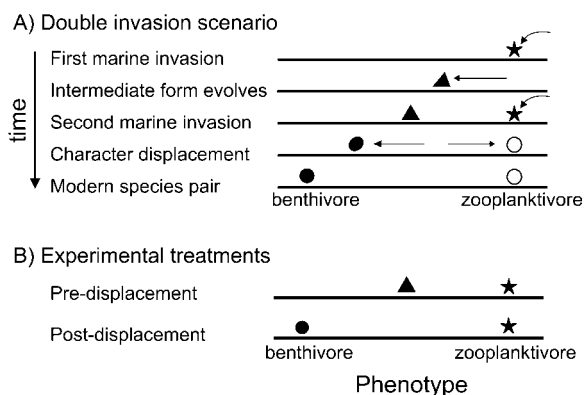 A) Double invasion scenario
First marine invasion
Intermediate form evolves
Second marine invasion
Character displacement
Modern species pair
time
benthivore zooplanktivore
B) Experimental treatments
Pre-displacement
Post-displacement
benthivore zooplanktivore
Phenotype